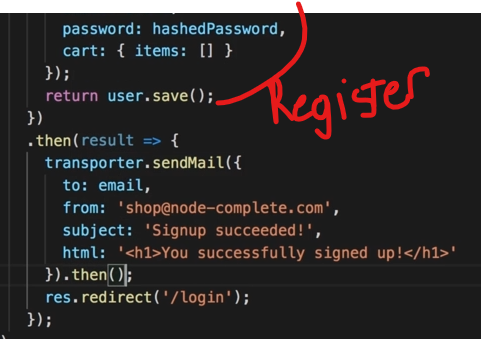 password: hashedPassword,
cart: { items: [] }
});
return user.save();
Register
})
.then(result => {
transporter.sendMail({
to: email,
from: 'shop@node-complete.com',
subject: 'Signup succeeded!',
html: '<h1>You successfully signed up!</h1>'
}).then();
res.redirect('/login');
});